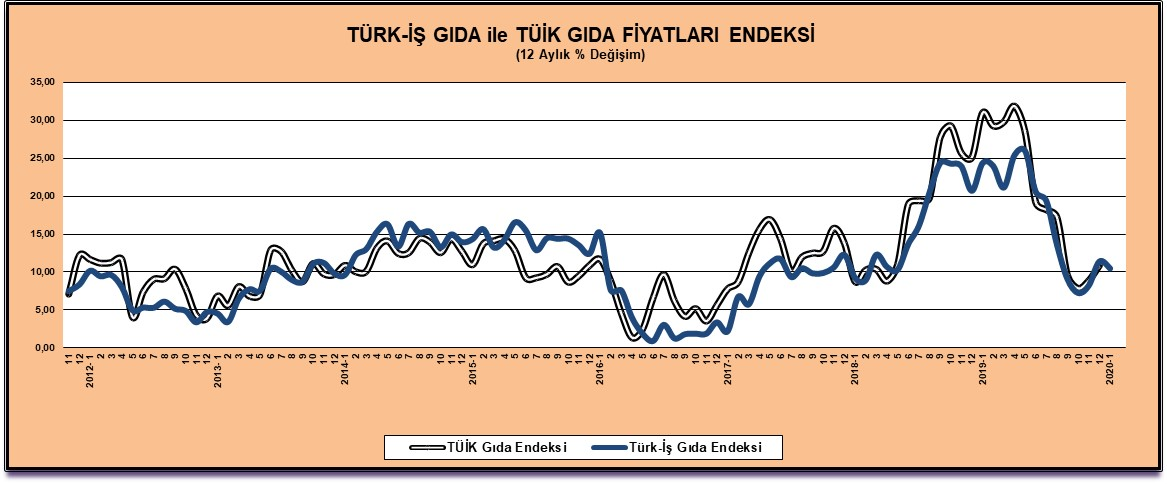 TÜRK-İŞ GIDA ile TÜİK GIDA FİYATLARI ENDEKSİ
(12 Aylık % Değişim)
35,00
30,00
25,00
20,00
15,00
10,00
5,00
0,00
11 12 2012-1 2 3 4 5 6 7 8 9 10 11 12 2013-1 2 3 4 5 6 7 8 9 10 11 12 2014-1 2 3 4 5 6 7 8 9 10 11 12 2015-1 2 3 4 5 6 7 8 9 10 11 12 2016-1 2 3 4 5 6 7 8 9 10 11 12 2017-1 2 3 4 5 6 7 8 9 10 11 12 2018-1 2 3 4 5 6 7 8 9 10 11 12 2019-1 2 3 4 5 6 7 8 9 10 11 12 2020-1
TÜİK Gıda Endeksi Türk-İş Gıda Endeksi